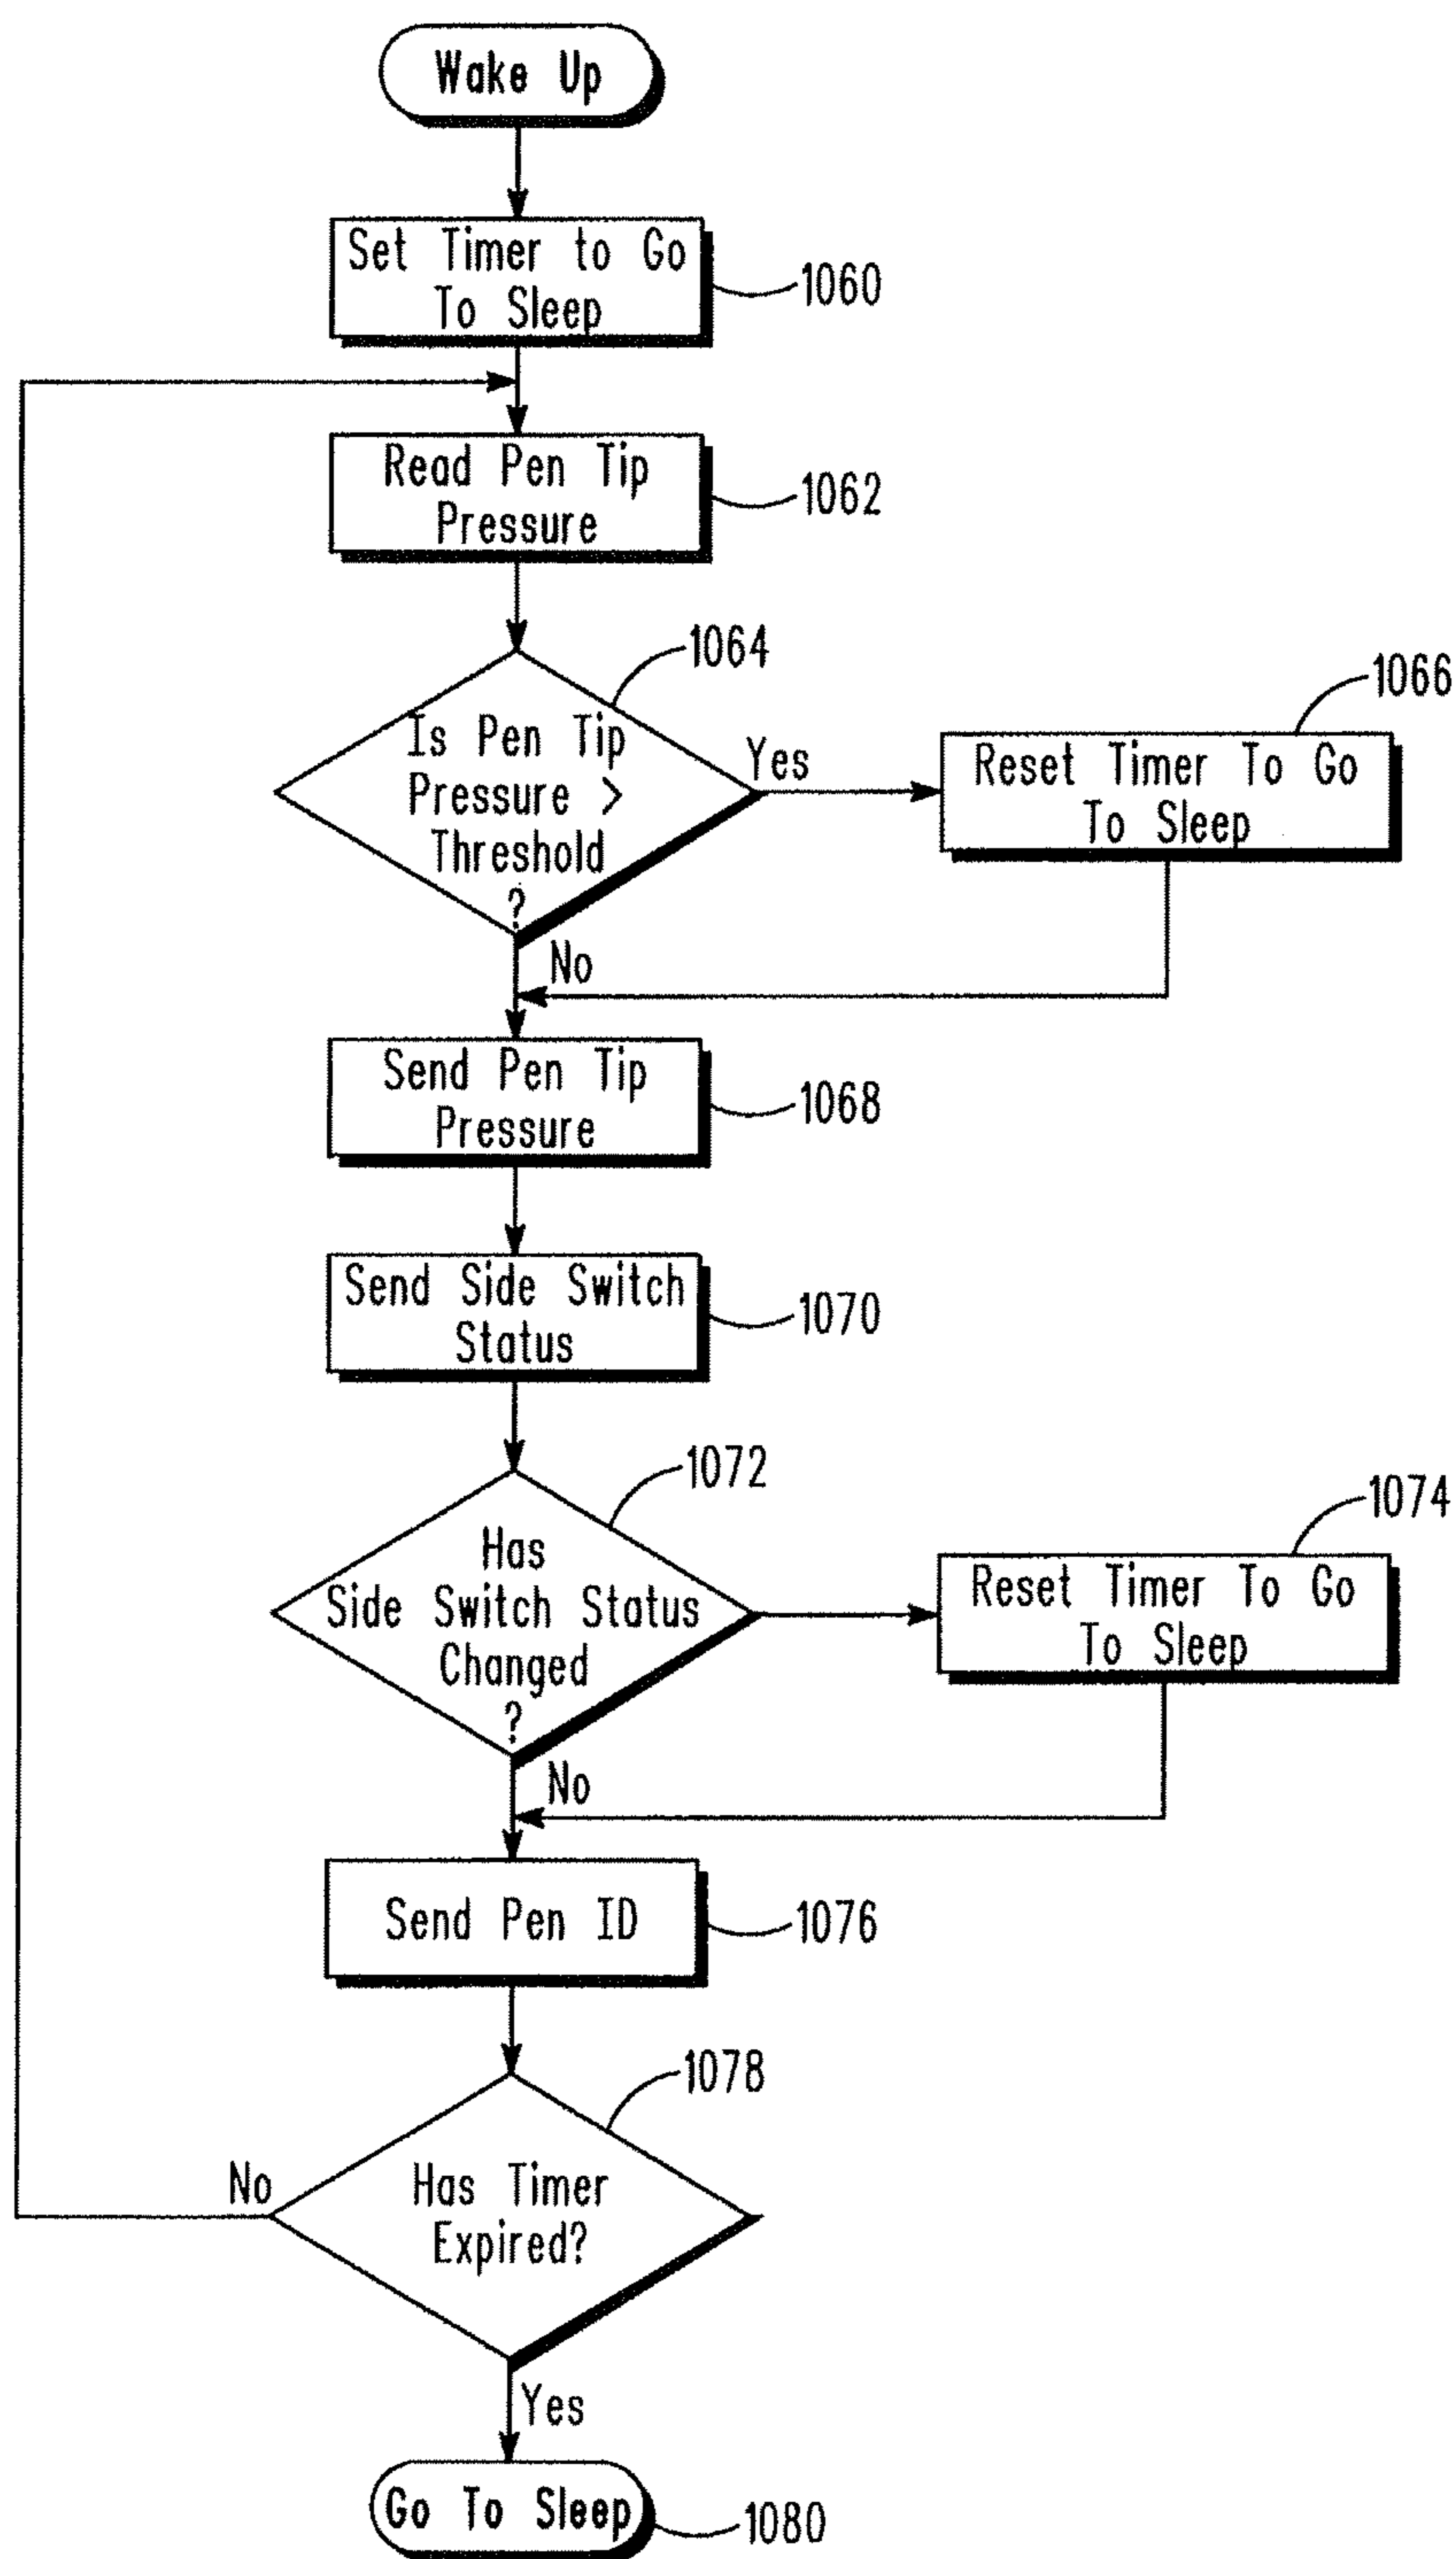 Wake Up
Set Timer to Go
To Sleep
1060
Read Pen Tip
Pressure
1062
1064
Is Pen Tip
Pressure >
Threshold
?
Yes
1066
Reset Timer To Go
To Sleep
No
Send Pen Tip
Pressure
1068
Send Side Switch
Status
1070
1072
Has
Side Switch Status
Changed
?
1074
Reset Timer To Go
To Sleep
No
Send Pen ID
1076
1078
Has Timer
Expired?
No
Yes
Go To Sleep
1080